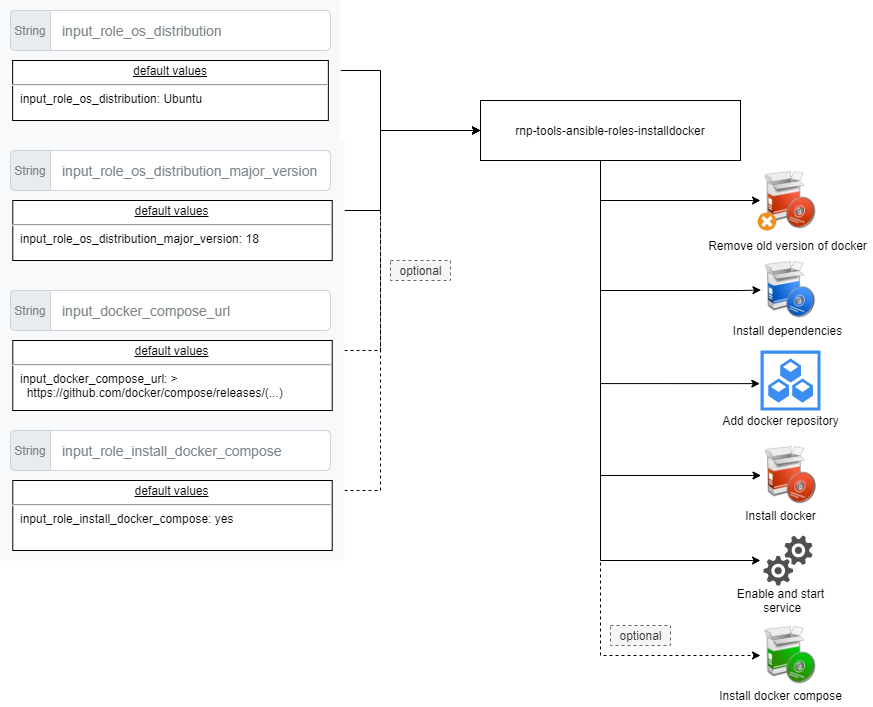 String
input_role_os_distribution
default values
input_role_os_distribution: Ubuntu
String
input_role_os_distribution_major_version
default values
input_role_os_distribution_major_version: 18
String
input_docker_compose_url
default values
input_docker_compose_url: >
https://github.com/docker/compose/releases/(...)
String
input_role_install_docker_compose
default values
input_role_install_docker_compose: yes
optional
rnp-tools-ansible-roles-installdocker
Remove old version of docker
Install dependencies
Add docker repository
Install docker
Enable and start
service
optional
Install docker compose